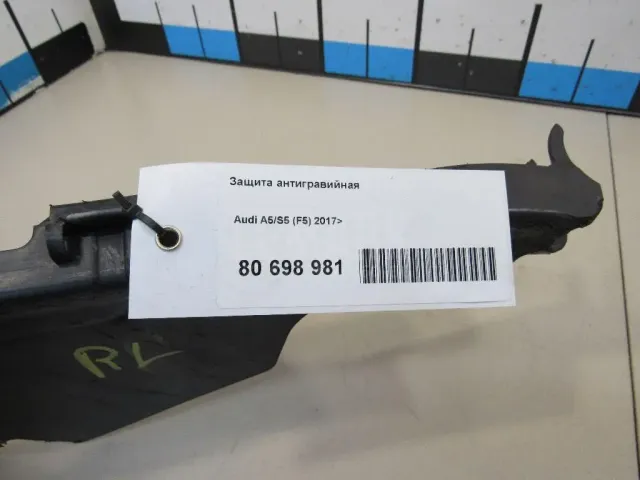 Защита антигравийная
Audi A5/S5 (F5) 2017>
80 698 981
RL